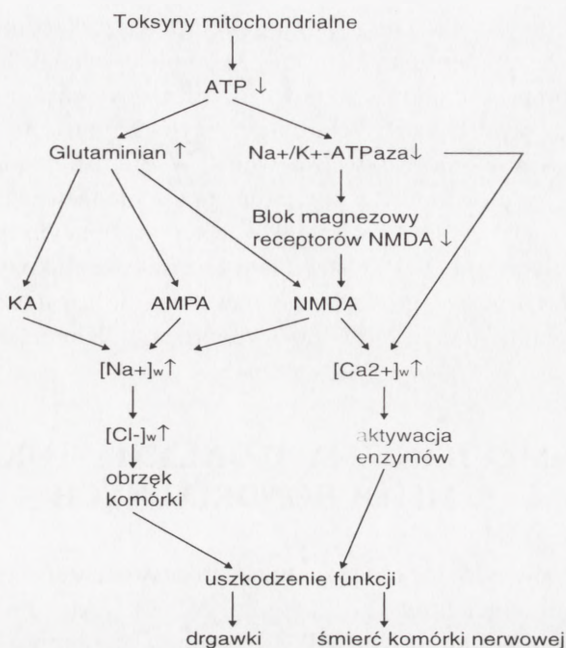 Toksyny mitochondrialne
ATP ↓
Glutaminian ↑ Na+/K+-ATPaza↓
Blok magnezowy
receptorów NMDA ↓
KA AMPA NMDA
[Na+]w↑ [Ca2+]w↑
[Cl-]w↑
aktywacja
enzymów
obrzęk
komórki
uszkodzenie funkcji
drgawki śmierć komórki nerwowej